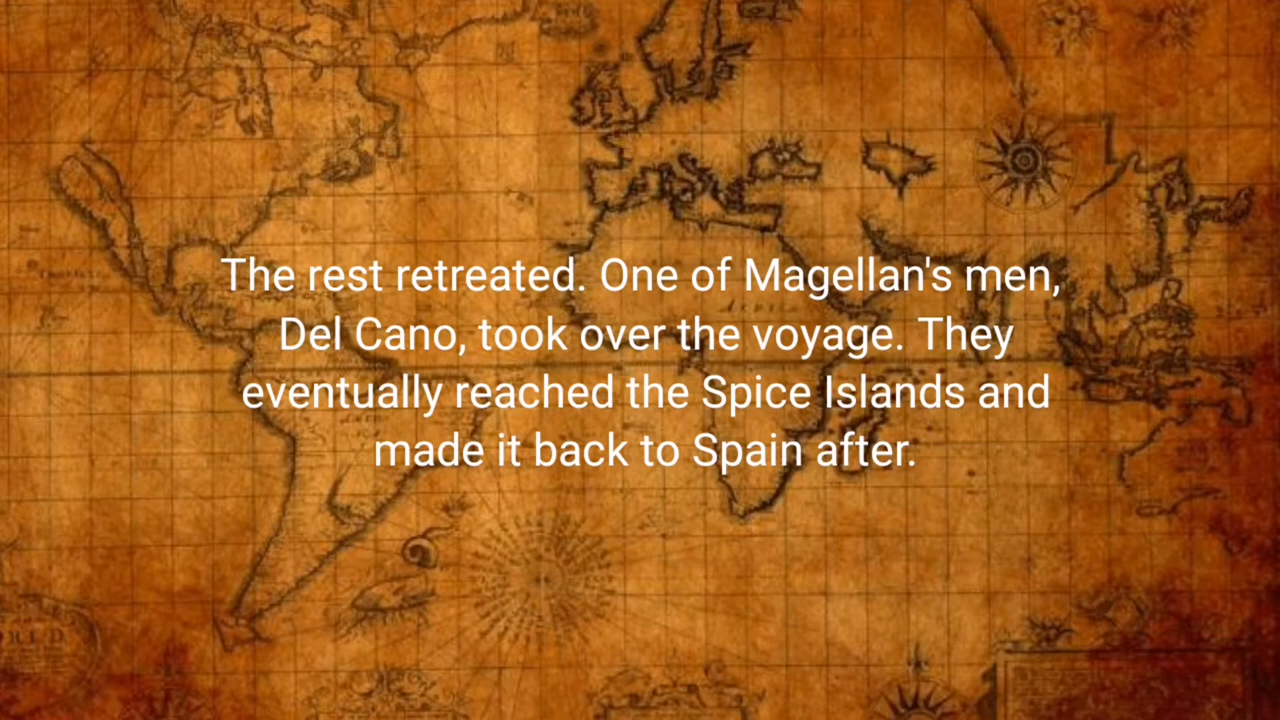 The rest retreated. One of Magellan's men,
Del Cano, took over the voyage. They
eventually reached the Spice Islands and
made it back to Spain after.